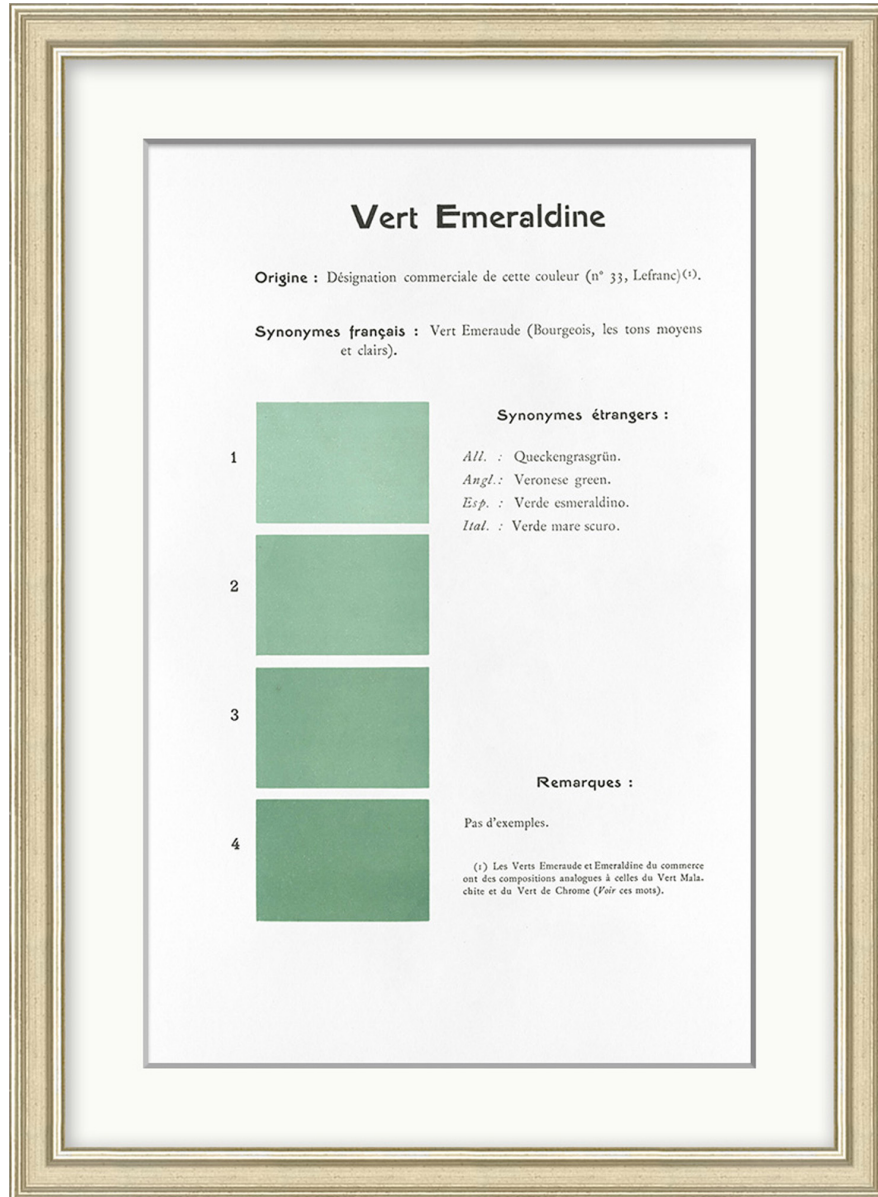 Vert Emeraldine
Origine : Désignation commerciale de cette couleur (n° 33, Lefranc)(1).
Synonymes français : Vert Emeraude (Bourgeois, les tons moyens
et clairs).
Synonymes étrangers :
1
All. : Queckengrasgrün.
Angl.: Veronese green.
Esp. : Verde esmeraldino.
Ital. : Verde mare scuro.
2
3
Remarques :
Pas d'exemples.
4
(1) Les Verts Emeraude et Emeraldine du commerce
ont des compositions analogues à celles du Vert Mala-
chite et du Vert de Chrome (Voir ces mots).